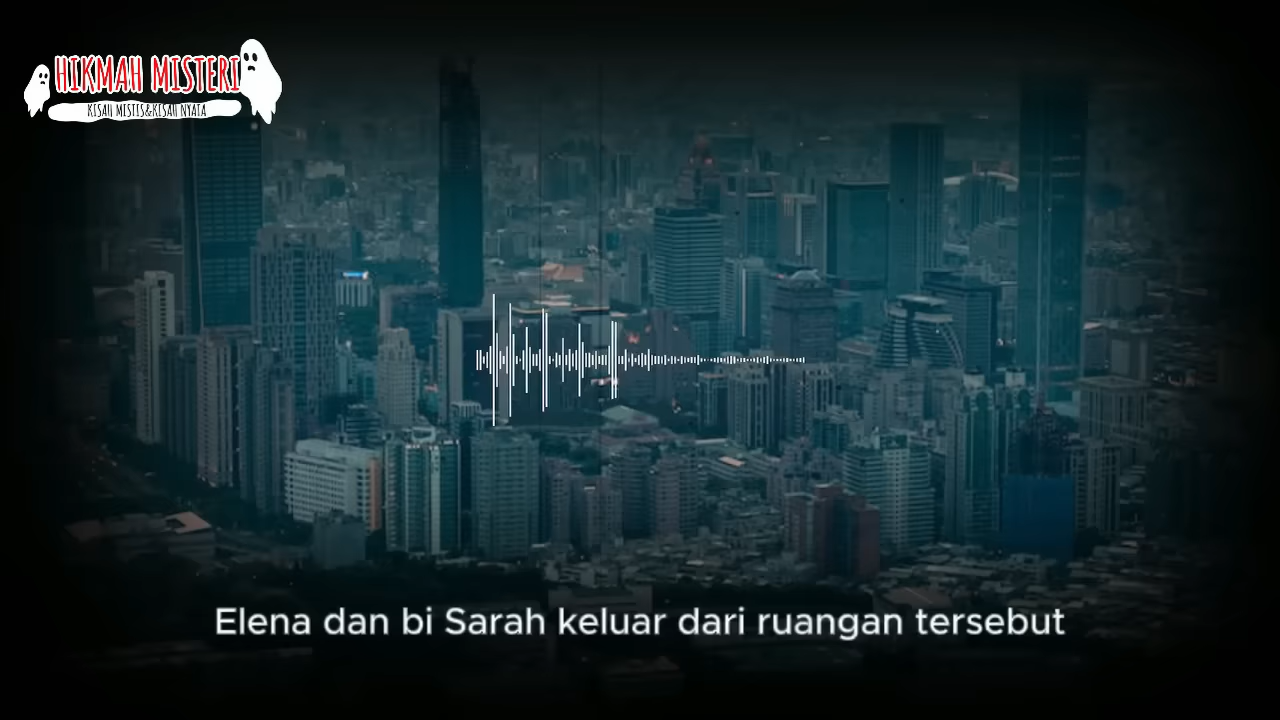 HIKMAH MISTERI
KISAH MISTIS&KISAH NYATA
Elena dan bi Sarah keluar dari ruangan tersebut